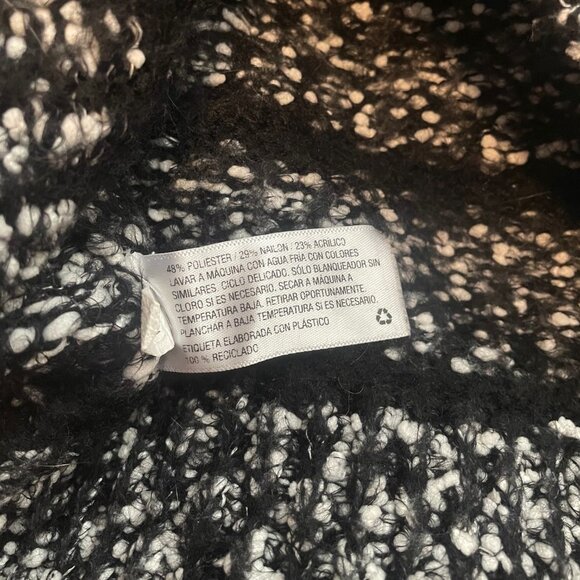 48% POLIESTER / 29% NAILON / 23% ACRILICO
LAVAR A MÁQUINA CON AGUA FRIA CON COLORES
SIMILARES. CICLO DELICADO. SÓLO BLANQUEADOR SIN
CLORO SI ES NECESARIO. SECAR A MÁQUINA A
TEMPERATURA BAJA. RETIRAR OPORTUNAMENTE.
PLANCHAR A BAJA TEMPERATURA SI ES NECESARIO.
ETIQUETA ELABORADA CON PLÁSTICO
100 % RECICLADO